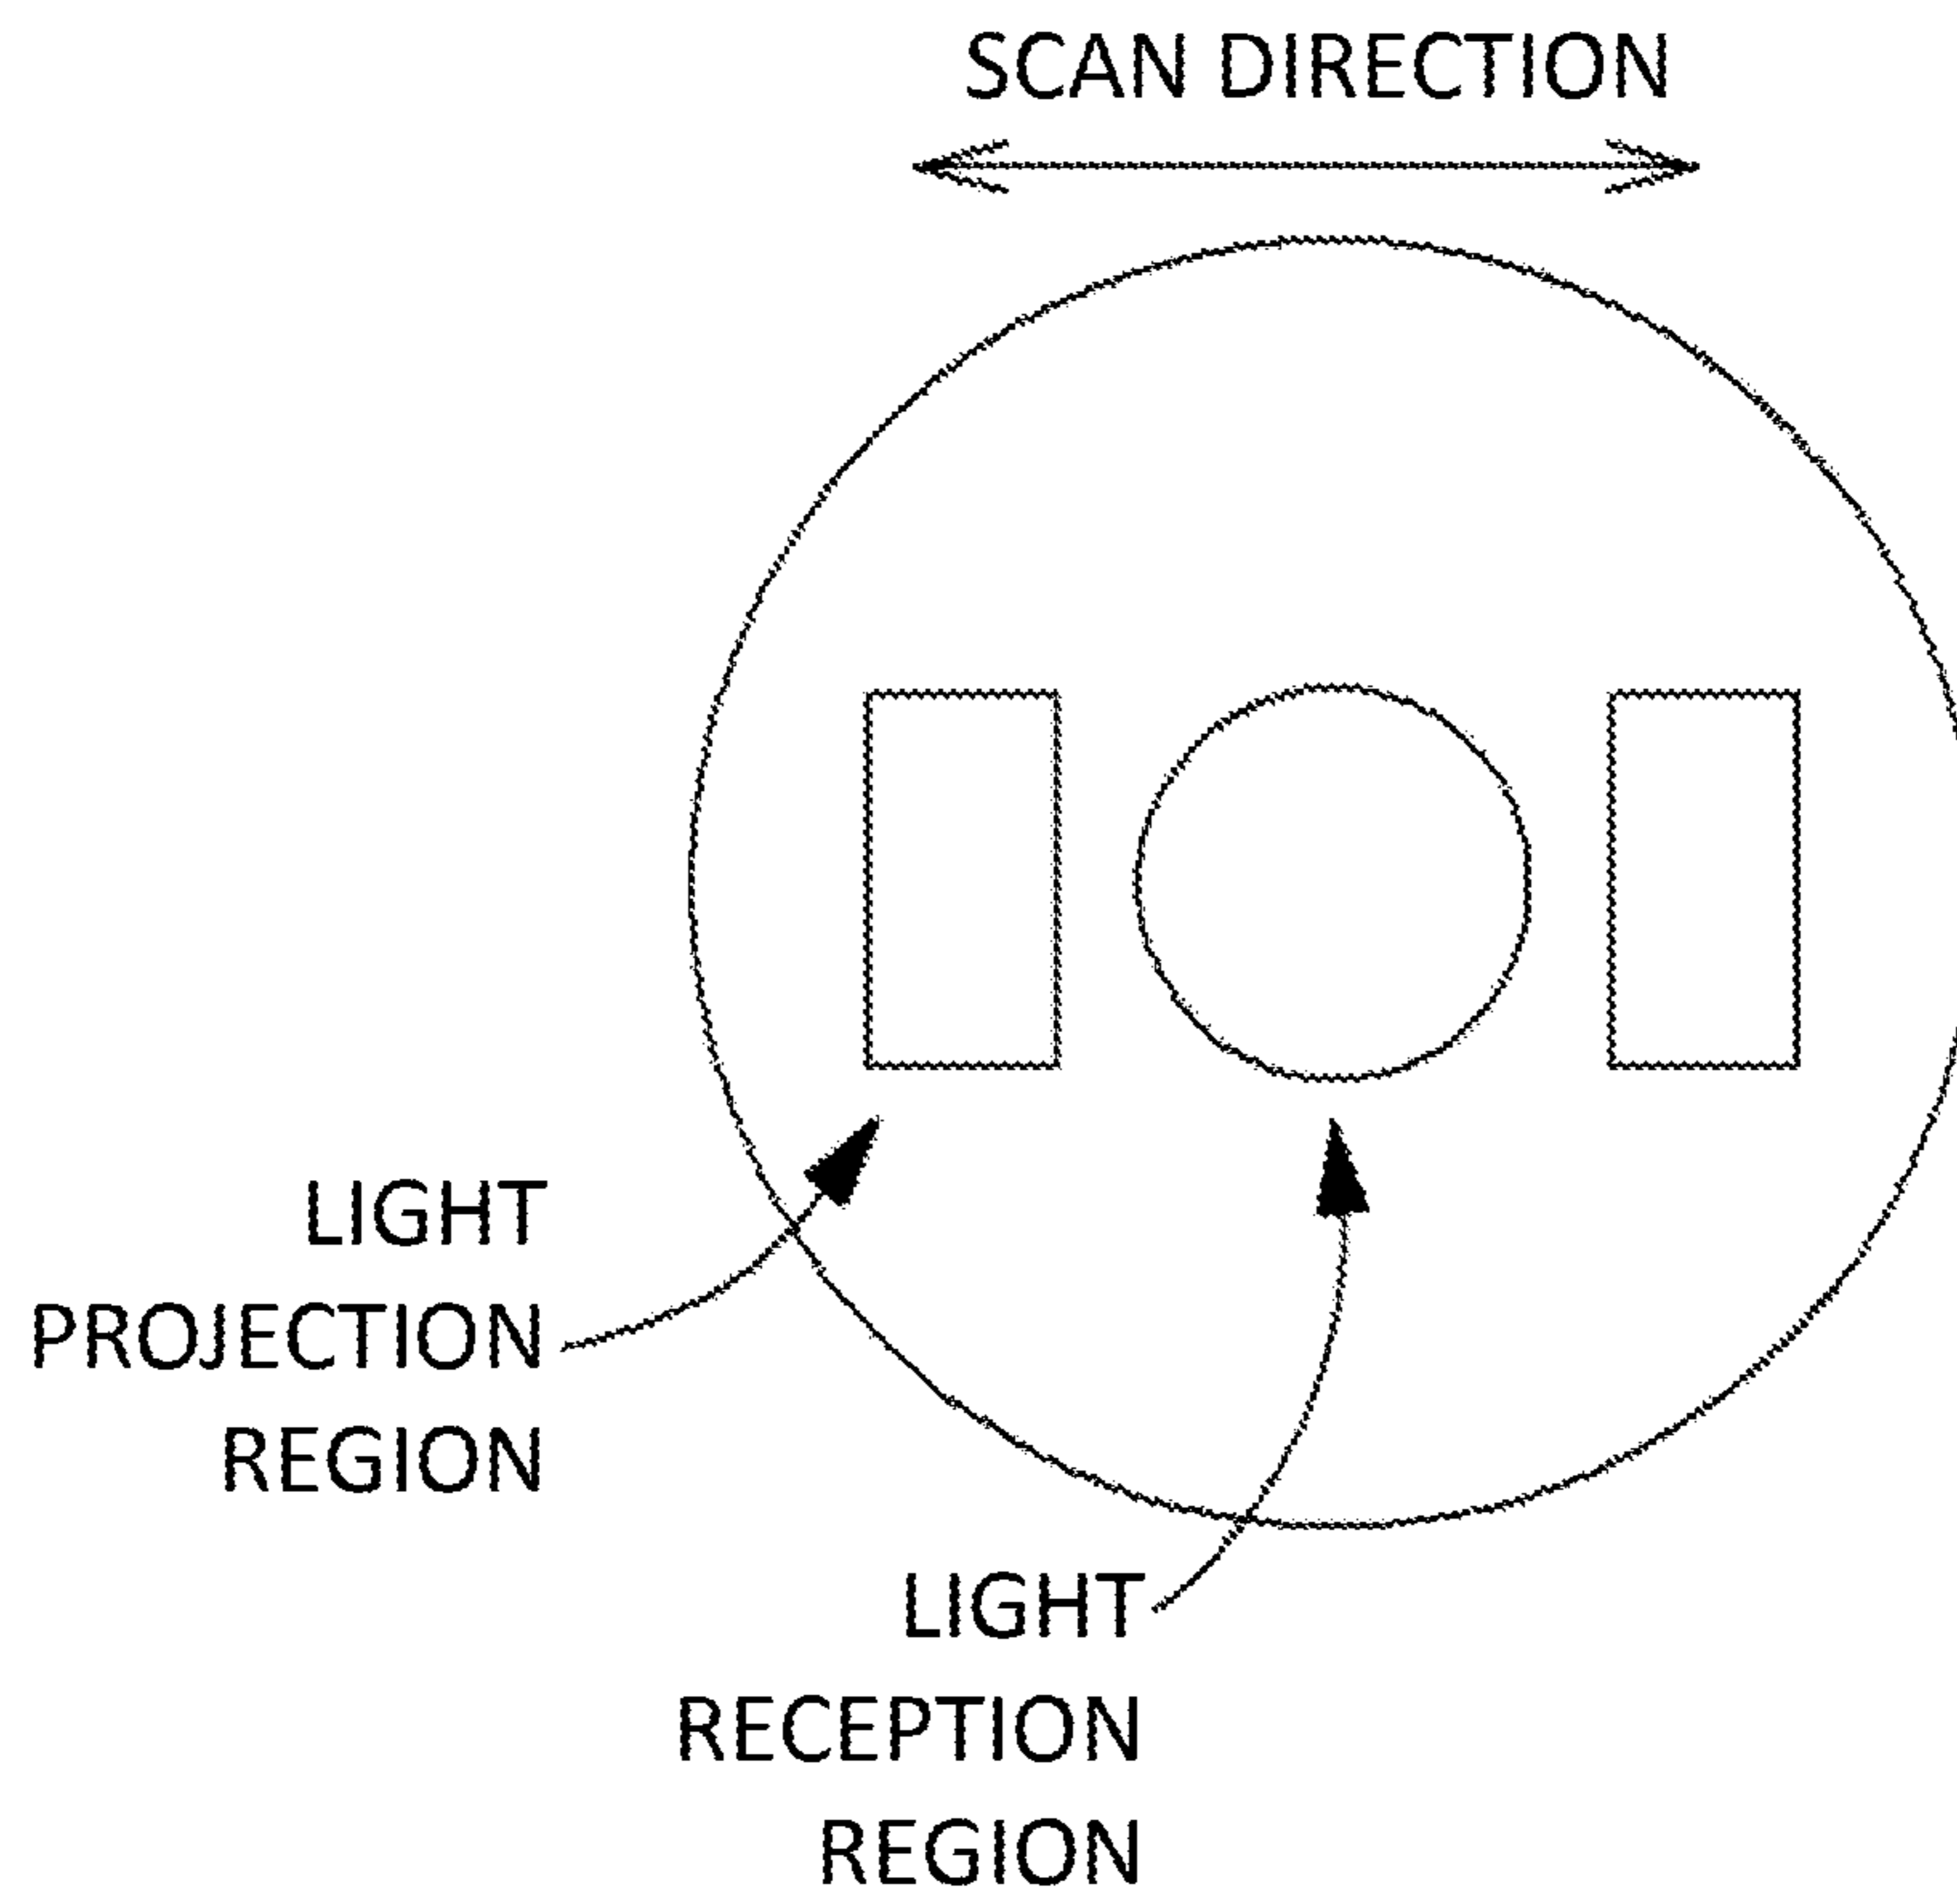 SCAN DIRECTION
LIGHT
PROJECTION
REGION
LIGHT
RECEPTION
REGION